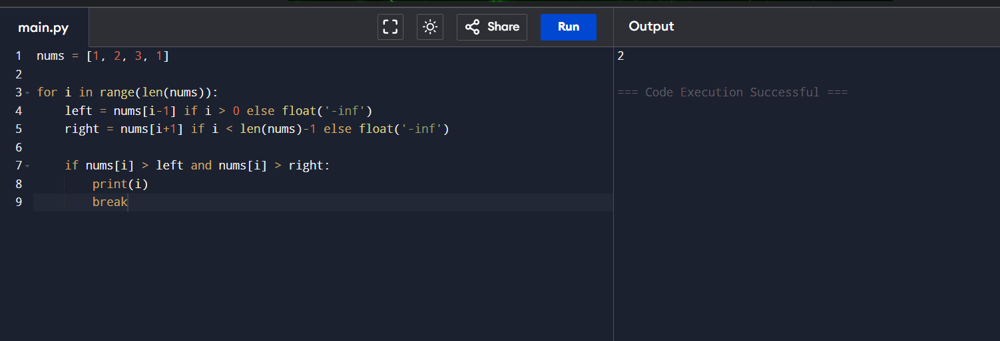 main.py
Share
Run
Output
1 nums = [1, 2, 3, 1]
2
3 for i in range(len(nums)):
4     left = nums[i-1] if i > 0 else float('-inf')
5     right = nums[i+1] if i < len(nums)-1 else float('-inf')
6
7     if nums[i] > left and nums[i] > right:
8         print(i)
9         break
2
=== Code Execution Successful ===